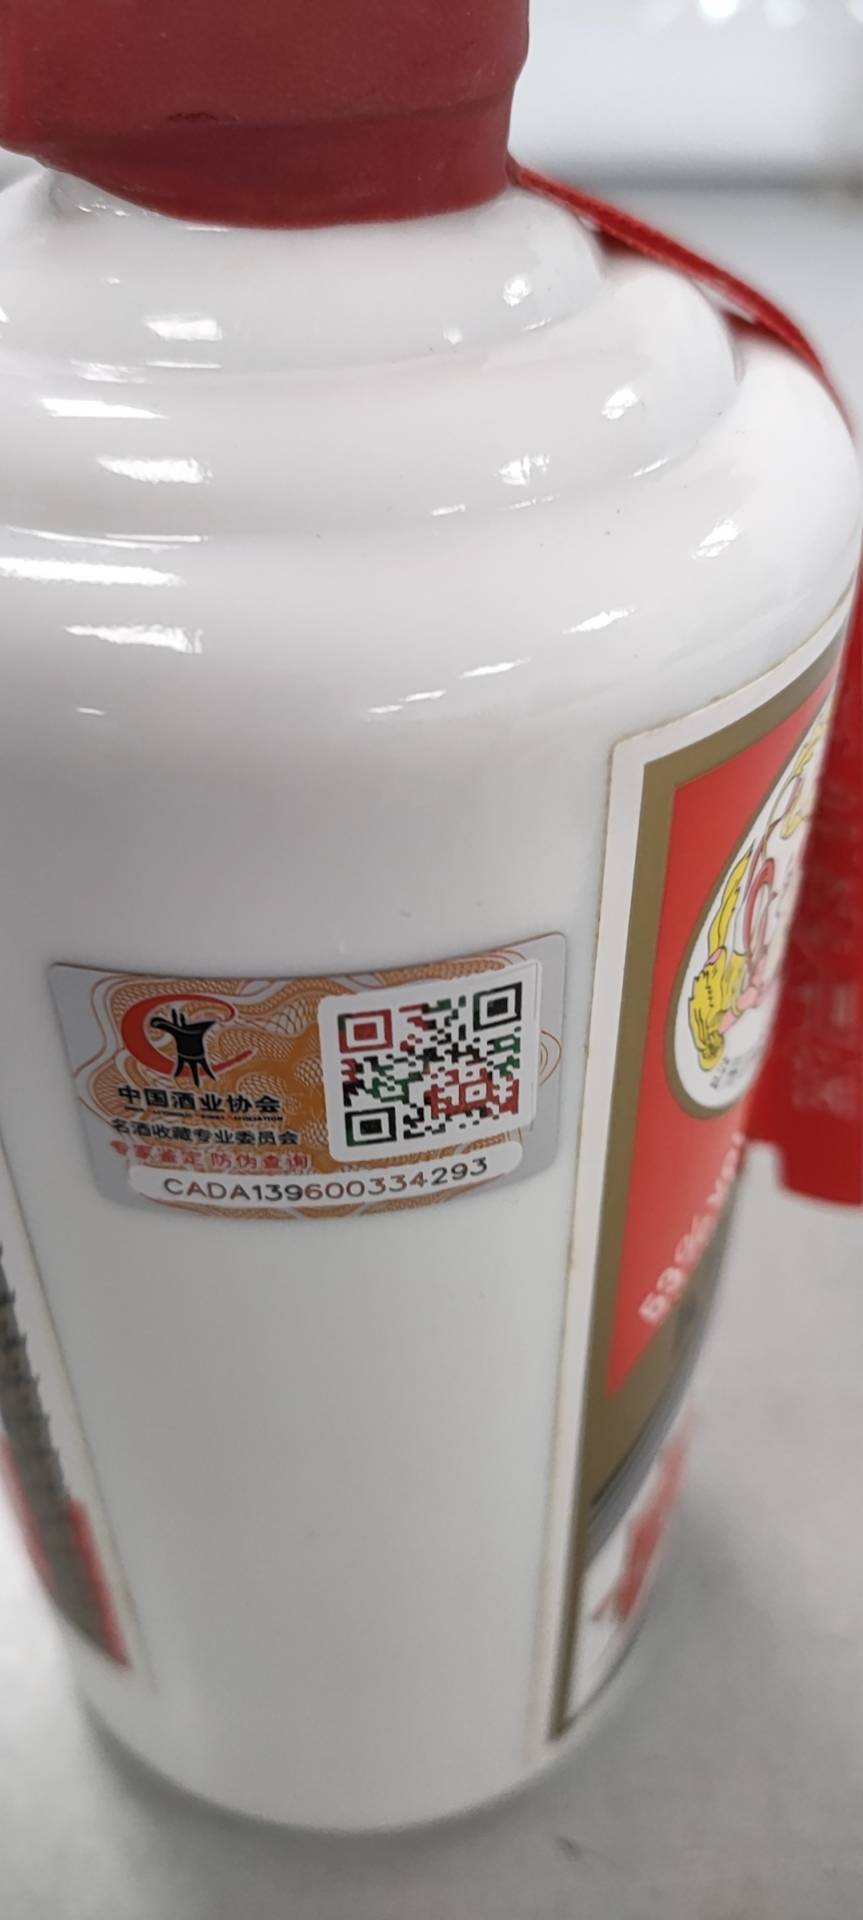 中国酒业协会
名酒收藏专业委员会
专家鉴定 防伪查询
CADA139600334293
53%